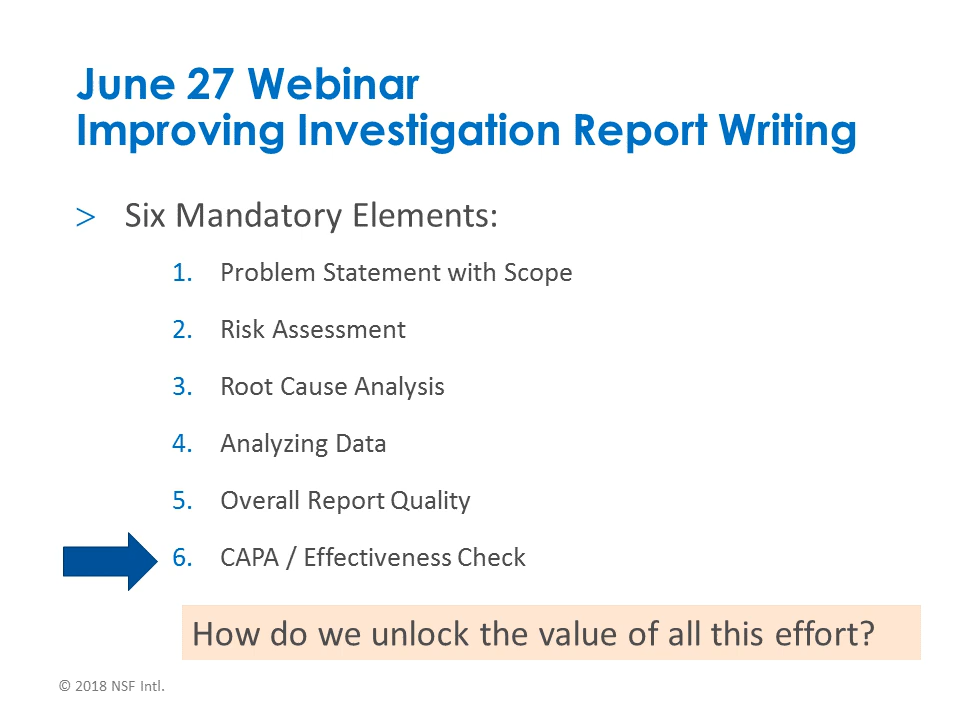 June 27 Webinar
Improving Investigation Report Writing
> Six Mandatory Elements:
1. Problem Statement with Scope
2. Risk Assessment
3. Root Cause Analysis
4. Analyzing Data
5. Overall Report Quality
6. CAPA / Effectiveness Check
How do we unlock the value of all this effort?
© 2018 NSF Intl.